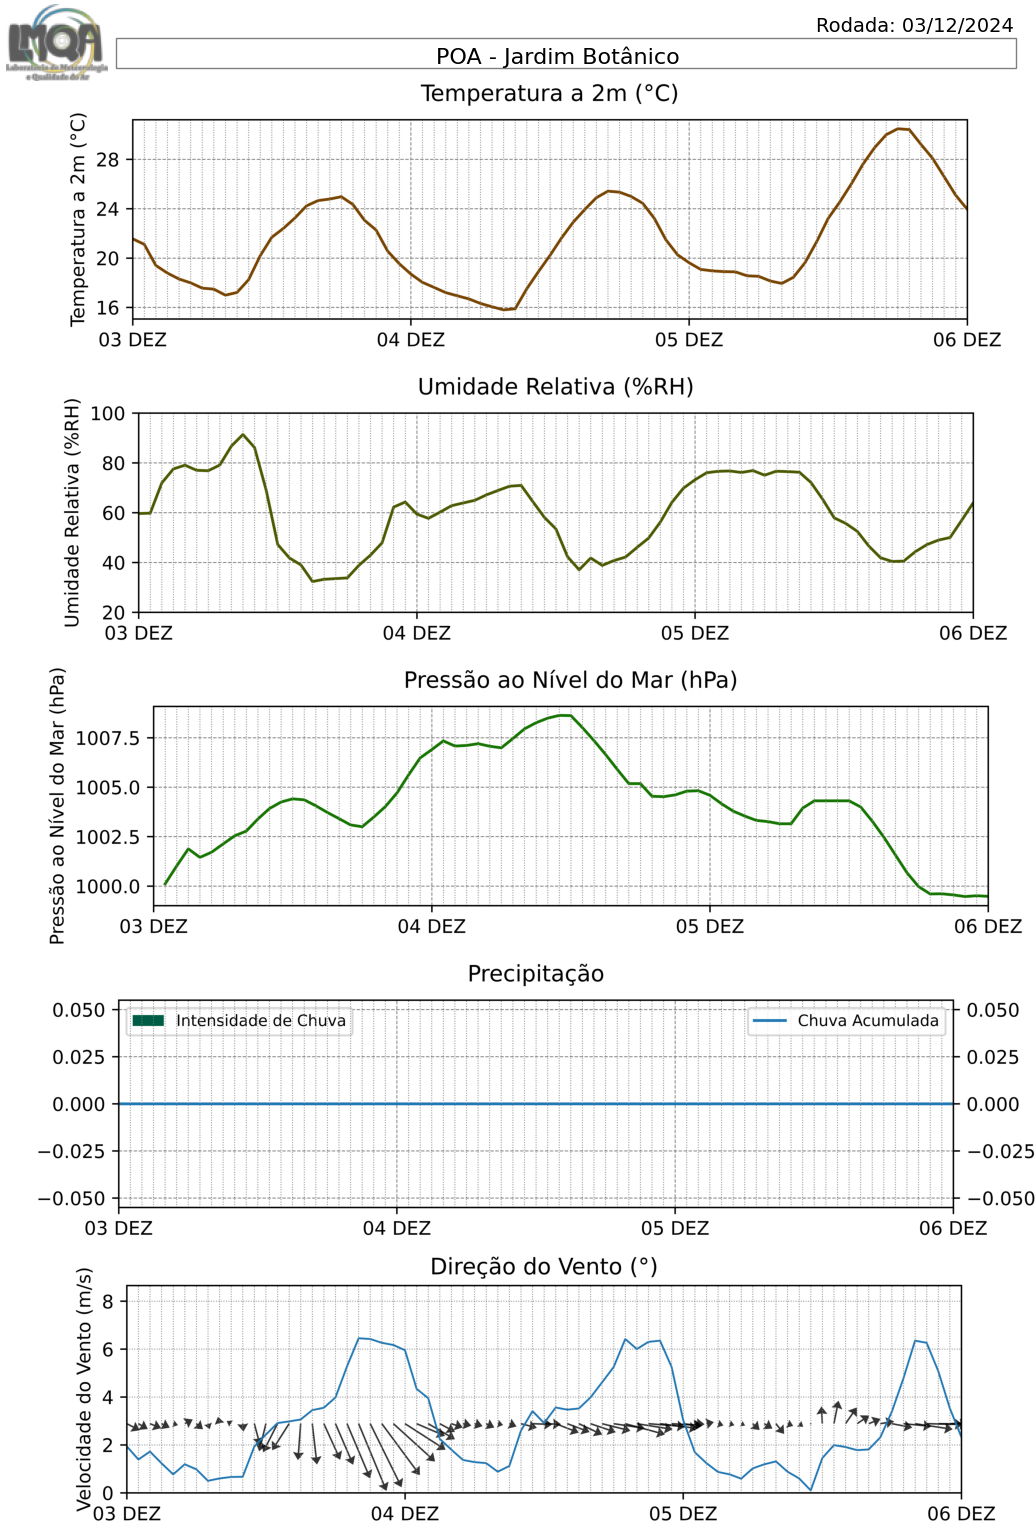 Rodada: 03/12/2024
LMQA
Laboratório de Meteorologia
e Qualidade do Ar
POA - Jardim Botânico
Temperatura a 2m (°C)
Temperatura a 2m (°C)
28
24
20
16
03 DEZ 04 DEZ 05 DEZ 06 DEZ
Umidade Relativa (%RH)
Umidade Relativa (%RH)
100
80
60
40
20
03 DEZ 04 DEZ 05 DEZ 06 DEZ
Pressão ao Nível do Mar (hPa)
Pressão ao Nível do Mar (hPa)
1007.5
1005.0
1002.5
1000.0
03 DEZ 04 DEZ 05 DEZ 06 DEZ
Precipitação
0.050 0.050
Intensidade de Chuva Chuva Acumulada
0.025 0.025
0.000 0.000
−0.025 −0.025
−0.050 −0.050
03 DEZ 04 DEZ 05 DEZ 06 DEZ
Direção do Vento (°)
Velocidade do Vento (m/s)
8
6
4
2
0
03 DEZ 04 DEZ 05 DEZ 06 DEZ